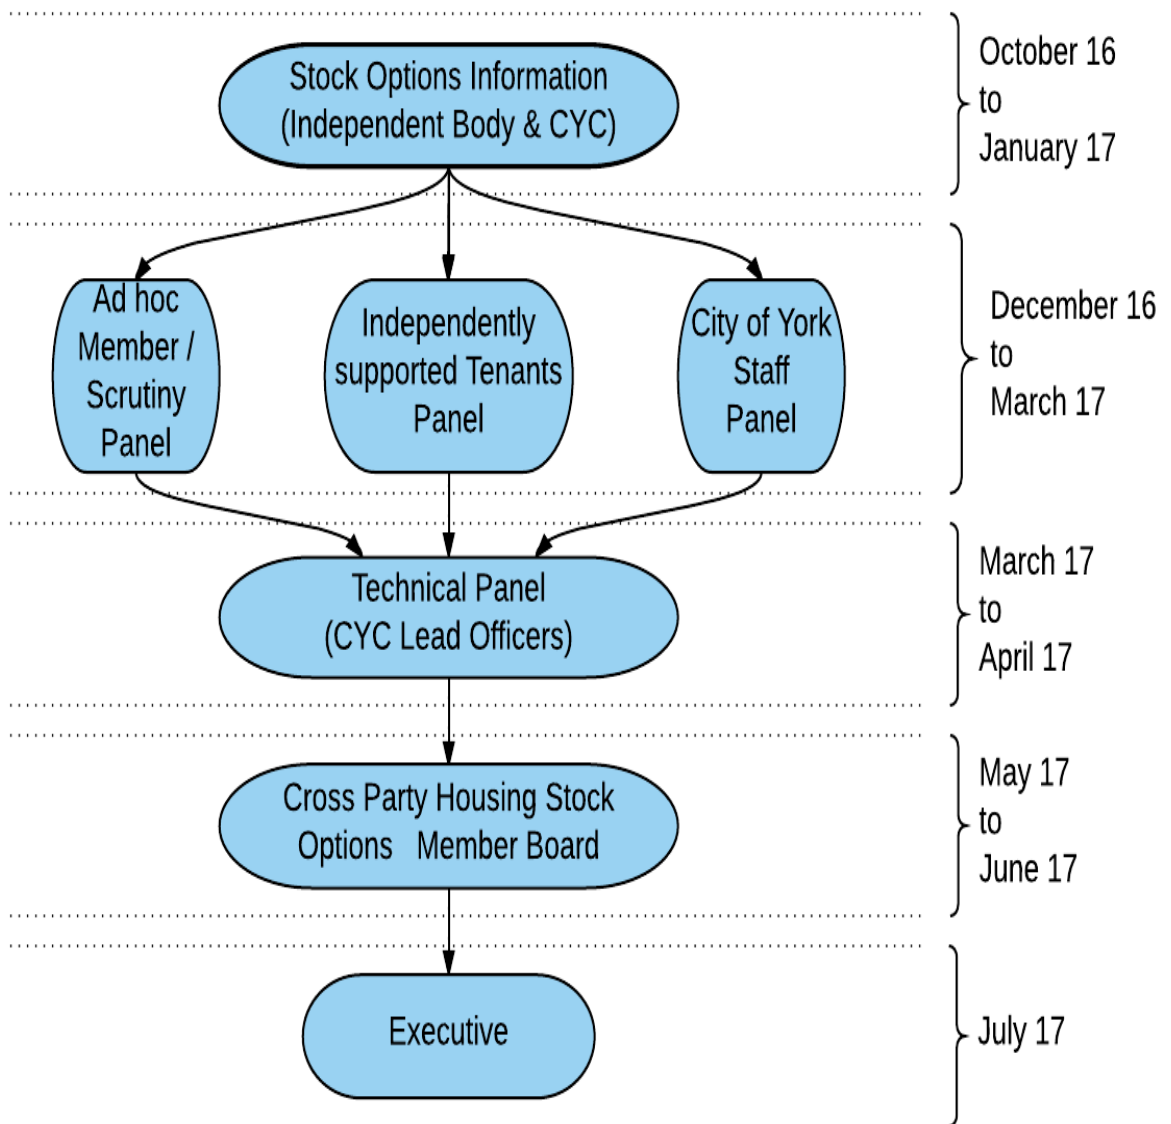 Stock Options Information
(Independent Body & CYC)
October 16
to
January 17
Ad hoc
Member /
Scrutiny
Panel
Independently
supported Tenants
Panel
City of York
Staff
Panel
December 16
to
March 17
Technical Panel
(CYC Lead Officers)
March 17
to
April 17
Cross Party Housing Stock
Options Member Board
May 17
to
June 17
Executive
July 17